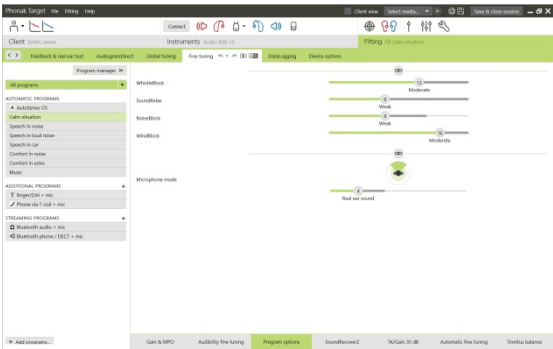 Phonak Target File Fitting Help
Client view Select media... Save & close session
Connect
Client Smith, James
Instruments Audéo
Fitting Calm situation
Feedback & real ear test AudiogramDirect Global tuning Fine tuning DataLogging Device options
Program manager
All programs
AUTOMATIC PROGRAMS
AutoSense OS
Calm situation
Speech in noise
Speech in loud noise
Speech in car
Comfort in noise
Comfort in echo
Music
ADDITIONAL PROGRAMS +
Roger/DAI + mic
Phone via T-coil + mic
STREAMING PROGRAMS +
Bluetooth audio + mic
Bluetooth phone / DECT + mic
+ Add programs...
WhistleBlock
13
Moderate
SoundRelax
8
Weak
NoiseBlock
8
Weak
WindBlock
16
Moderate
Microphone mode
4
Real ear sound
Gain & MPO Audibility fine tuning Program options SoundRecover2 TK/Gain 35 dB Automatic fine tuning Tinnitus balance